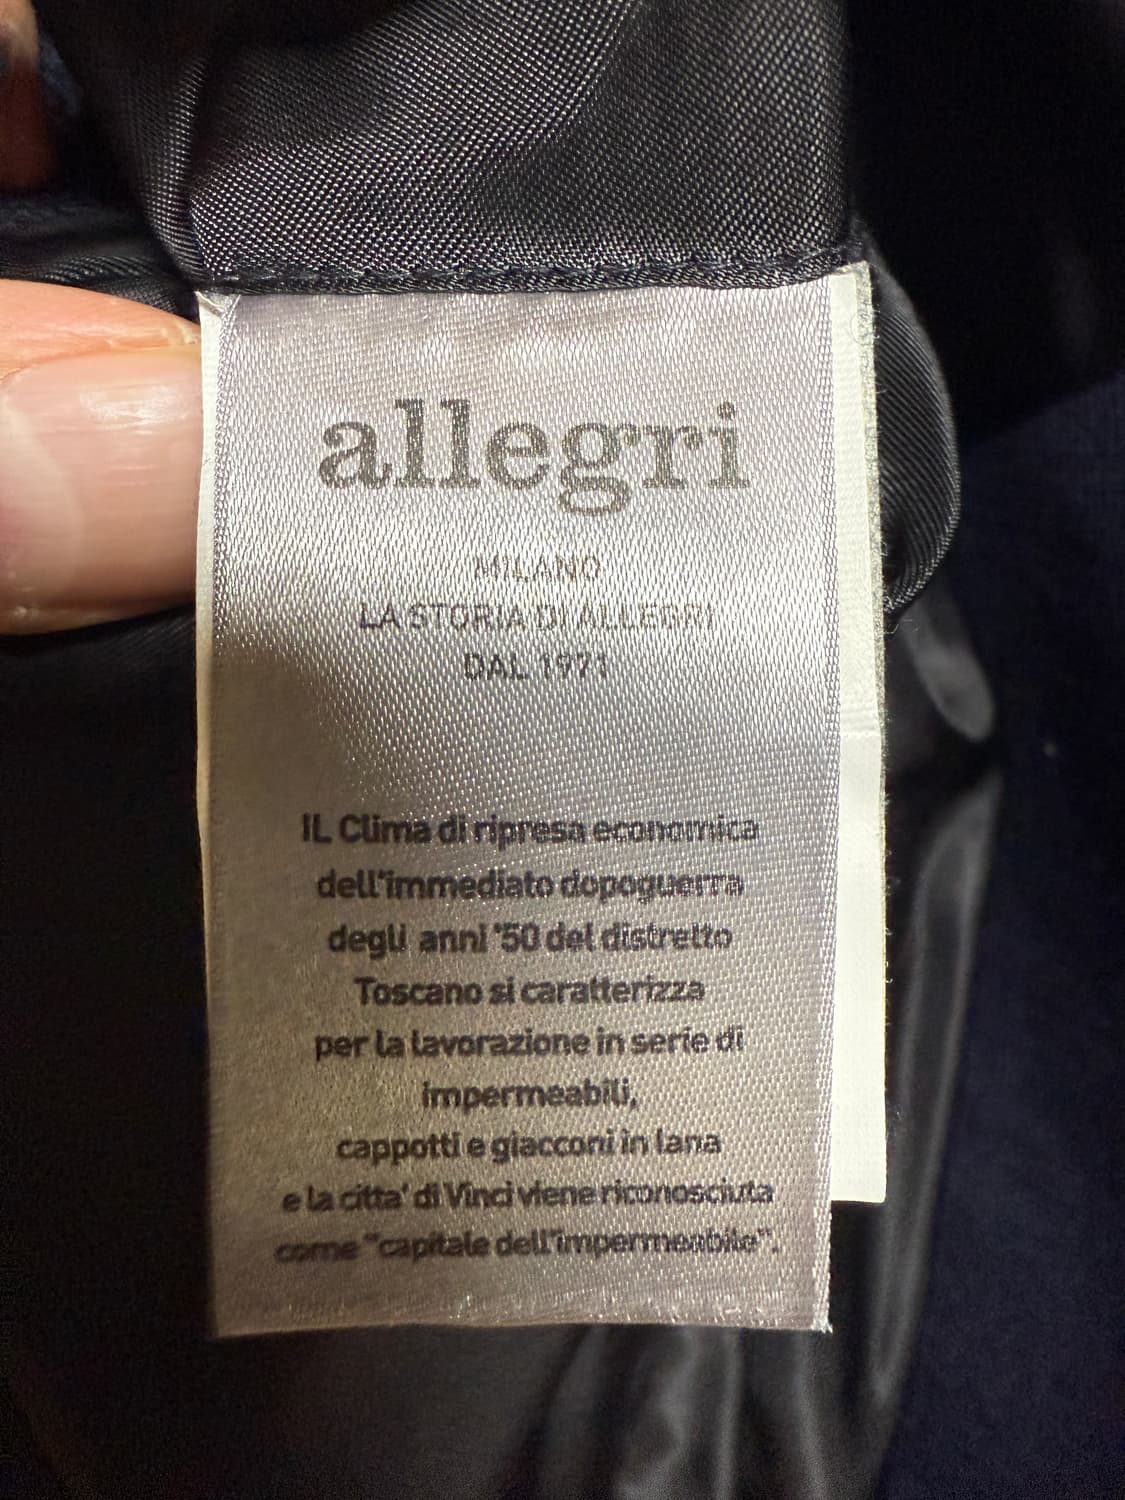 allegri
MILANO
LA STORIA DI ALLEGRI
DAL 1971
IL Clima di ripresa economica
dell'immediato dopoguerra
degli anni '50 del distretto
Toscano si caratterizza
per la lavorazione in serie di
impermeabili,
cappotti e giacconi in lana
e la citta' di Vinci viene riconosciuta
come "capitale dell'impermeabile".